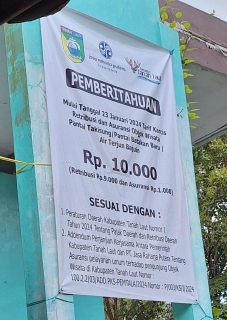 PEMBERITAHUAN
Mulai Tanggal 23 Januari 2024 Tarif Karcis
Retribusi dan Asuransi Objek Wisata
Pantai Takisung/Pantai Batakan Baru/
Air Terjun Bajuin
Rp. 10.000
(Retribusi Rp.9.000 dan Asuransi Rp.1.000)
SESUAI DENGAN :
1. Peraturan Daerah Kabupaten Tanah Laut Nomor 1
Tahun 2024 Tentang Pajak Daerah dan Retribusi Daerah
2. Addendum Perjanjian Kerjasama Antara Pemerintah
Kabupaten Tanah Laut dan PT. Jasa Raharja Putera Tentang
Asuransi pelayanan umum terhadap pengunjung Objek
Wisata di Kabupaten Tanah Laut Nomor